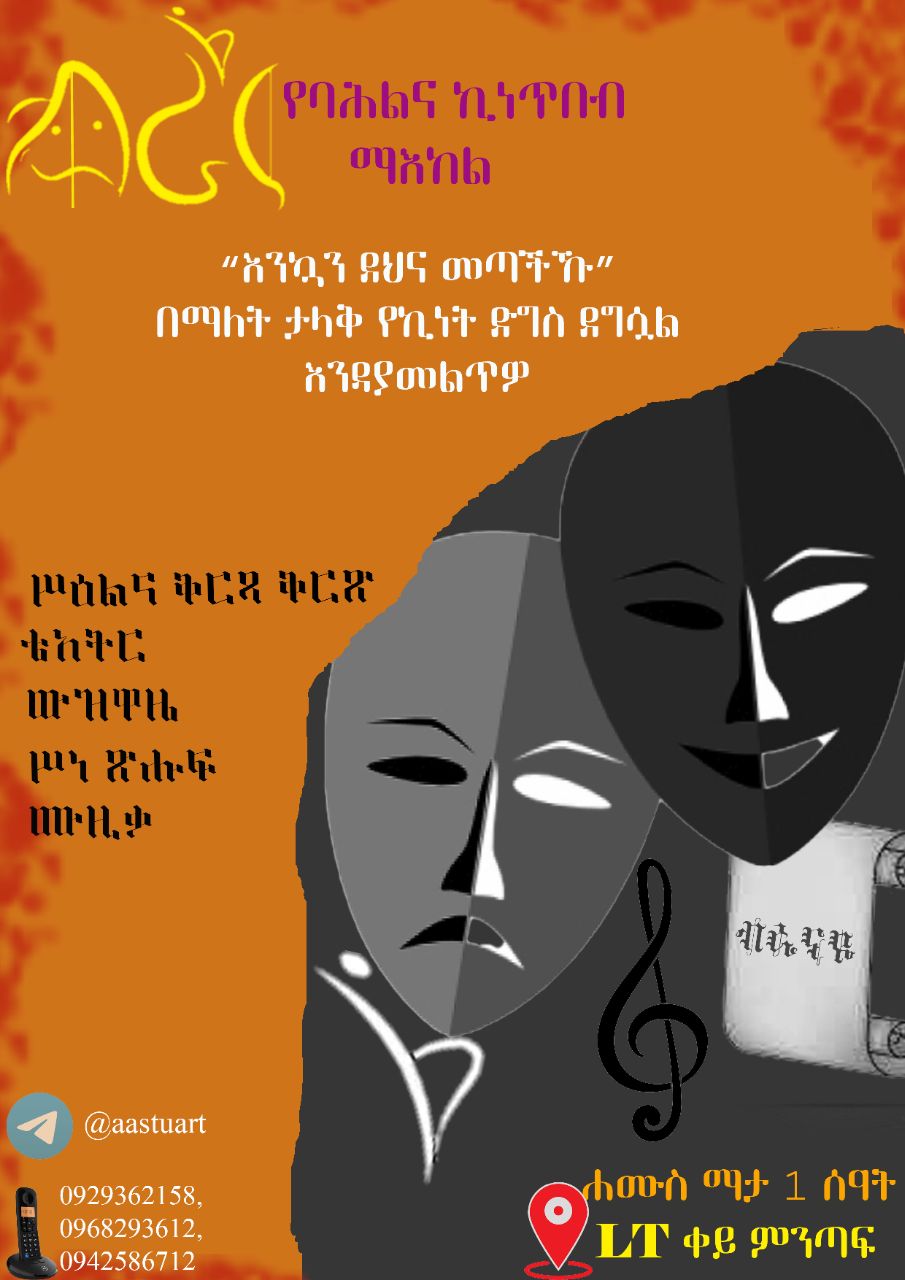 የባሕልና ኪነጥበብ
ማእከል
“እንኳን ደህና መጣችኹ”
በማለት ታላቅ የኪነት ድግስ ደግሷል
እንዳያመልጥዎ
ሥዕልና ቅርጻ ቅርጽ
ቴአትር
ውዝዋዜ
ሥነ ጽሑፍ
ሙዚቃ
@aastuart
0929362158,
0968293612,
0942586712
ሐሙስ ማታ 1 ሰዓት
LT ቀይ ምንጣፍ